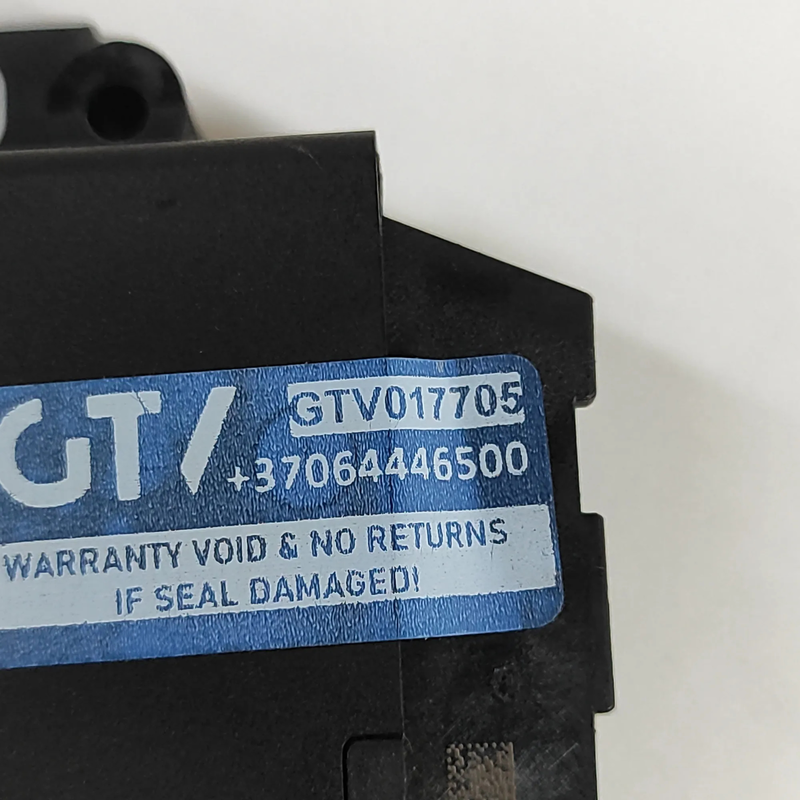 GTV
GTV017705
+37064446500
WARRANTY VOID & NO RETURNS
IF SEAL DAMAGED!